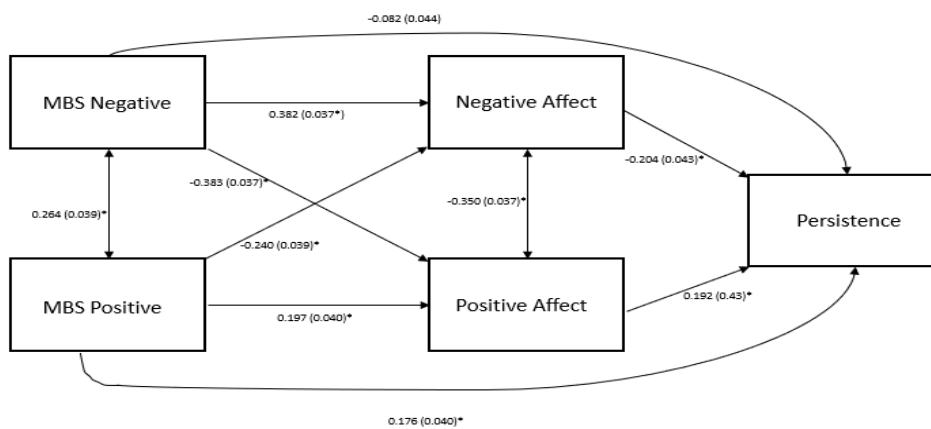 -0.082 (0.044)
MBS Negative
Negative Affect
0.382 (0.037*)
-0.204 (0.043)*
-0.383 (0.037)*
-0.350 (0.037)*
0.264 (0.039)*
Persistence
-0.240 (0.039)*
MBS Positive
Positive Affect
0.192 (0.43)*
0.197 (0.040)*
0.176 (0.040)*